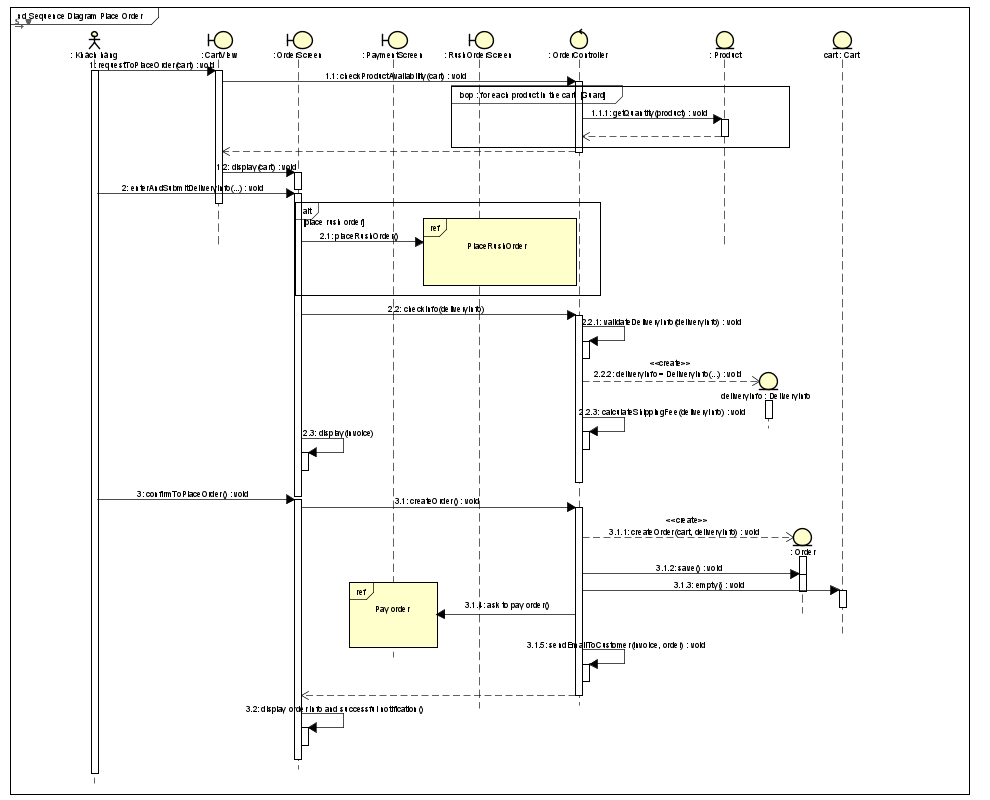 sd Sequence Diagram Place Order
: Khách hàng
: CartView
: OrderScreen
: PaymentScreen
: RushOrderScreen
: OrderController
: Product
cart : Cart
1: requestToPlaceOrder(cart) : void
1.1: checkProductAvailability(cart) : void
loop : for each product in the cart [Guard]
1.1.1: getQuantity(product) : void
1.2: display(cart) : void
2: enterAndSubmitDeliveryInfo(...) : void
alt
[place rush order]
ref
2.1: placeRushOrder()
PlaceRushOrder
2.2: checkInfo(deliveryInfo)
2.2.1: validateDeliveryInfo(deliveryInfo) : void
<<create>>
2.2.2: deliveryInfo = DeliveryInfo(...) : void
deliveryInfo : DeliveryInfo
2.2.3: calculateShippingFee(deliveryInfo) : void
2.3: display(invoice)
3: confirmToPlaceOrder() : void
3.1: createOrder() : void
<<create>>
3.1.1: createOrder(cart, deliveryInfo) : void
: Order
3.1.2: save() : void
3.1.3: empty() : void
ref
Pay order
3.1.4: ask to pay order()
3.1.5: sendEmailToCustomer(invoice, order) : void
3.2: display order info and successful notification()